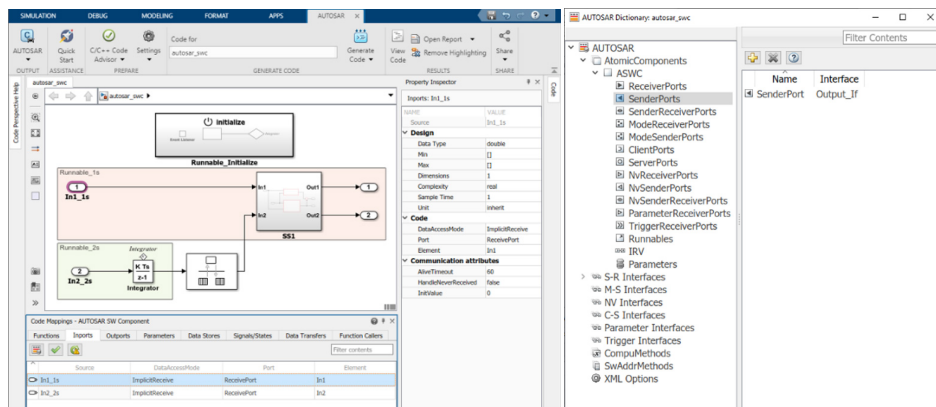 SIMULATION DEBUG MODELING FORMAT APPS AUTOSAR
AUTOSAR
Quick Start
C/C++ Code Advisor
Settings
Code for
autosar_swc
Generate Code
View Code
Open Report
Remove Highlighting
Share
OUTPUT ASSISTANCE PREPARE GENERATE CODE RESULTS SHARE
Code Perspective Help
autosar_swc
autosar_swc
initialize
Runnable_Initialize
Runnable_1s
1
In1_1s
In1
In2
Out1
Out2
SS1
1
2
Runnable_2s
2
In2_2s
Integrator
K Ts
z-1
Integrator
Code Mappings - AUTOSAR SW Component
Functions Inports Outports Parameters Data Stores Signals/States Data Transfers Function Callers
Filter contents
Source DataAccessMode Port Element
In1_1s ImplicitReceive ReceivePort In1
In2_2s ImplicitReceive ReceivePort In2
Property Inspector
Inports: In1_1s
NAME VALUE
Source In1_1s
Design
Data Type double
Min []
Max []
Dimensions 1
Complexity real
Sample Time 1
Unit inherit
Code
DataAccessMode ImplicitReceive
Port ReceivePort
Element In1
Communication attributes
AliveTimeout 60
HandleNeverReceived false
InitValue 0
Code
AUTOSAR Dictionary: autosar_swc
Filter Contents
AUTOSAR
AtomicComponents
ASWC
ReceiverPorts
SenderPorts
SenderReceiverPorts
ModeReceiverPorts
ModeSenderPorts
ClientPorts
ServerPorts
NvReceiverPorts
NvSenderPorts
NvSenderReceiverPorts
ParameterReceiverPorts
TriggerReceiverPorts
Runnables
IRV
Parameters
S-R Interfaces
M-S Interfaces
NV Interfaces
C-S Interfaces
Parameter Interfaces
Trigger Interfaces
CompuMethods
SwAddrMethods
XML Options
Name Interface
SenderPort Output_If